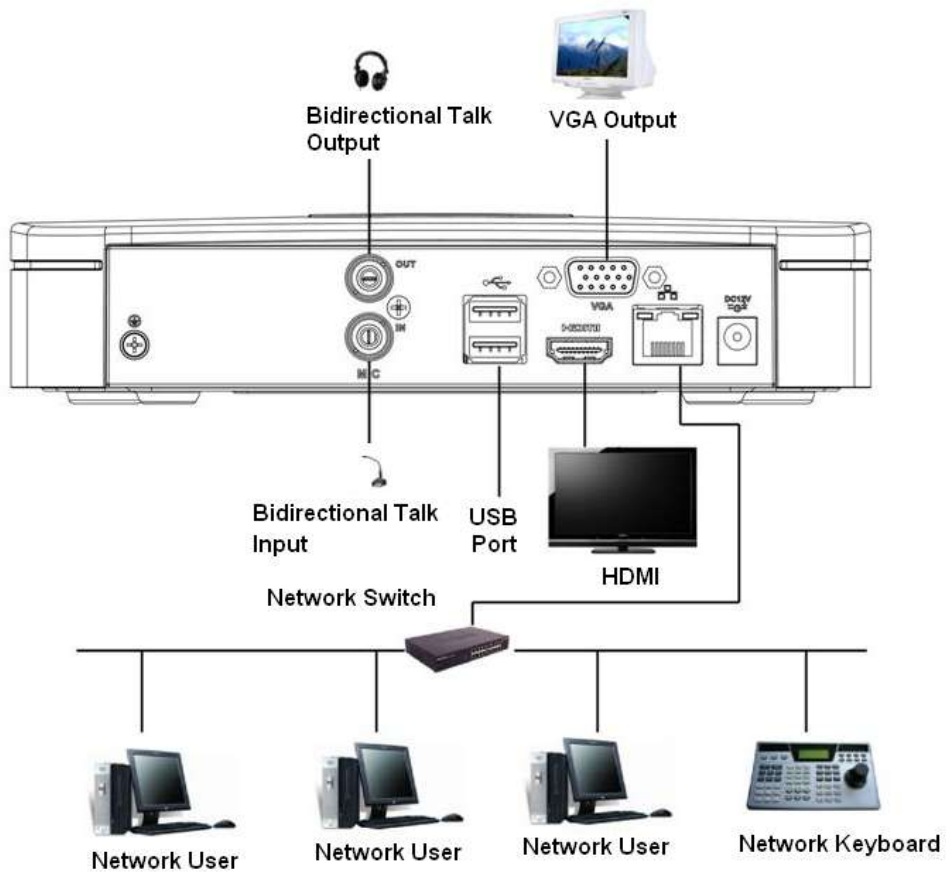 Bidirectional Talk
Output
VGA Output
OUT
VGA
DC12V
IN
HDMI
MIC
Bidirectional Talk
Input
USB
Port
HDMI
Network Switch
Network User
Network User
Network User
Network Keyboard